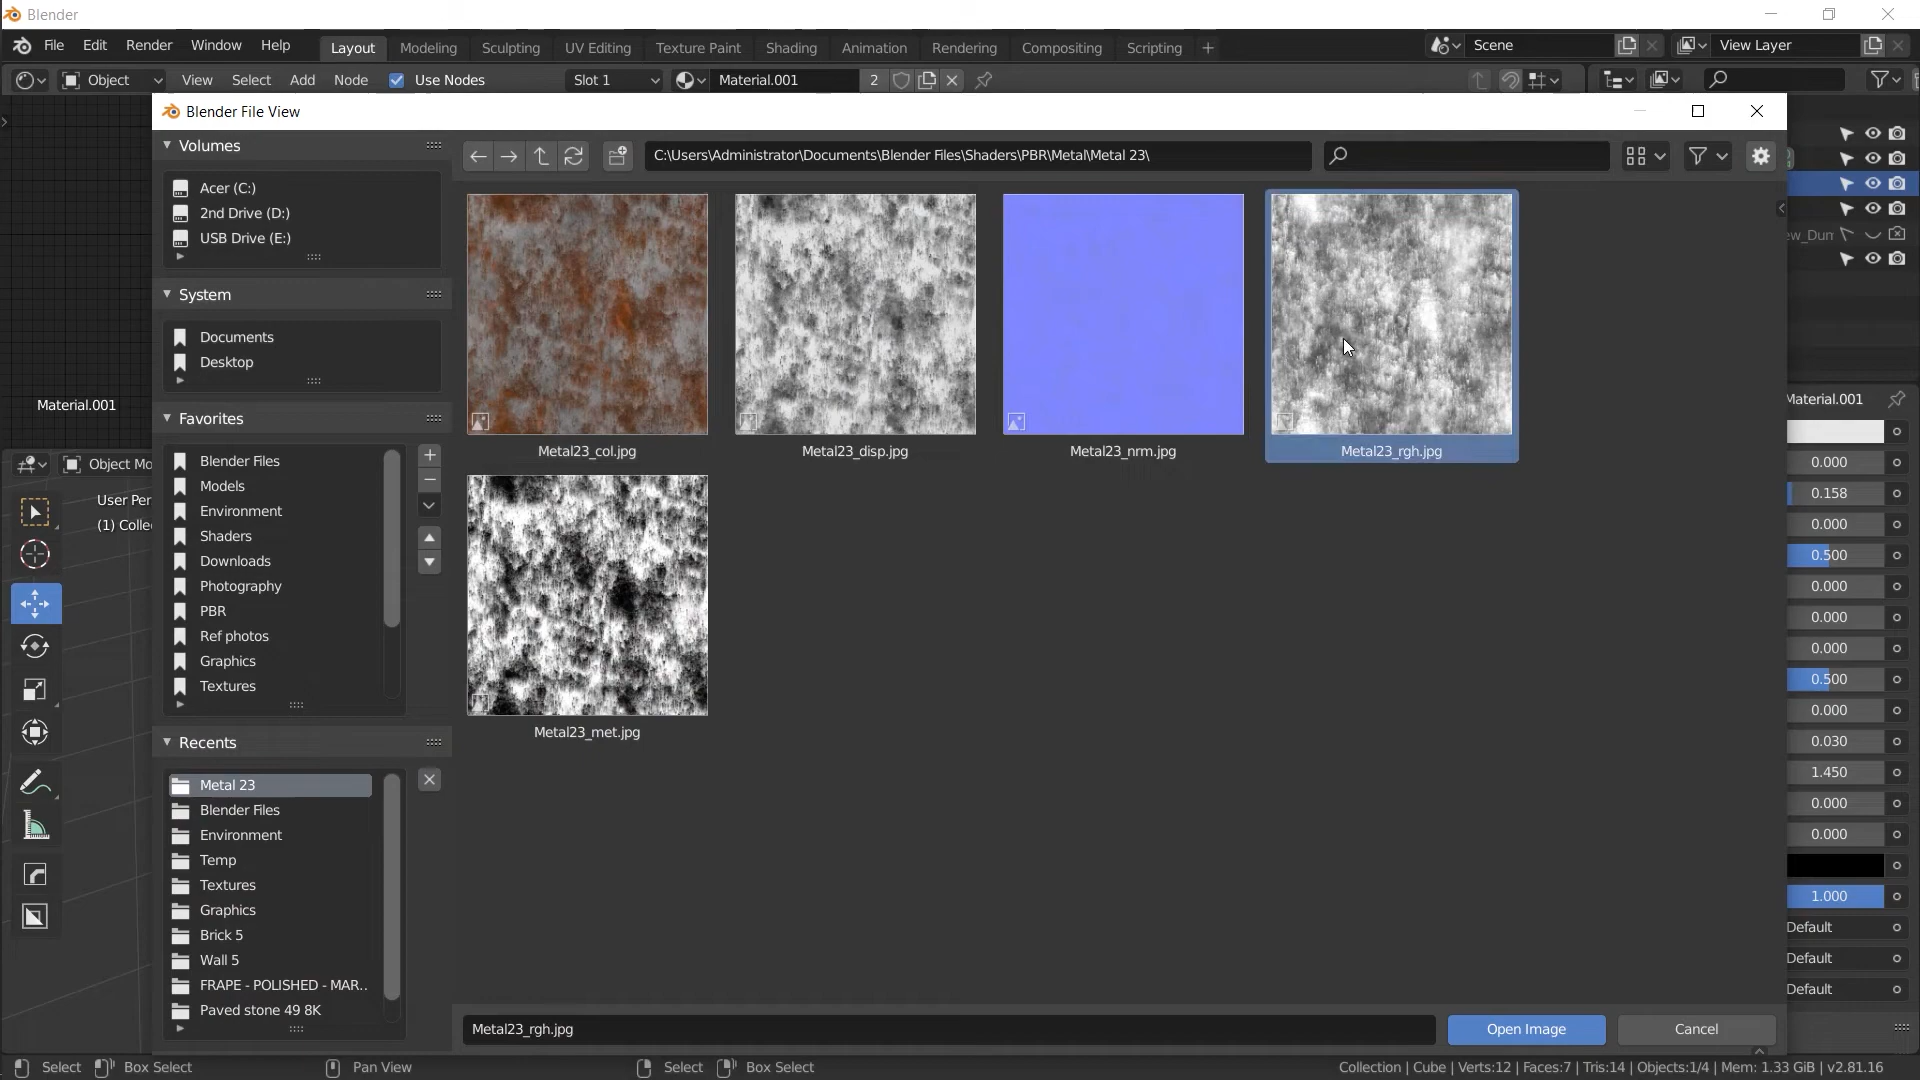 Blender
File Edit Render Window Help Layout Modeling Sculpting UV Editing Texture Paint Shading Animation Rendering Compositing Scripting + Scene View Layer
Object View Select Add Node Use Nodes Slot 1 Material.001 2
Blender File View
Volumes
C:\Users\Administrator\Documents\Blender Files\Shaders\PBR\Metal\Metal 23\
Acer (C:)
2nd Drive (D:)
USB Drive (E:)
System
Documents
Desktop
Material.001
Material.001
Favorites
Metal23_col.jpg Metal23_disp.jpg Metal23_nrm.jpg Metal23_rgh.jpg
Blender Files
Models
Environment
Shaders
Downloads
Photography
PBR
Ref photos
Graphics
Textures
Object Mo
User Per
(1) Colle
Metal23_met.jpg
Recents
Metal 23
Blender Files
Environment
Temp
Textures
Graphics
Brick 5
Wall 5
FRAPE - POLISHED - MAR..
Paved stone 49 8K
0.000
0.158
0.000
0.500
0.000
0.000
0.000
0.500
0.000
0.030
1.450
0.000
0.000
1.000
Default
Default
Default
Metal23_rgh.jpg Open Image Cancel
Select Box Select Pan View Select Box Select Collection | Cube | Verts:12 | Faces:7 | Tris:14 | Objects:1/4 | Mem: 1.33 GiB | v2.81.16